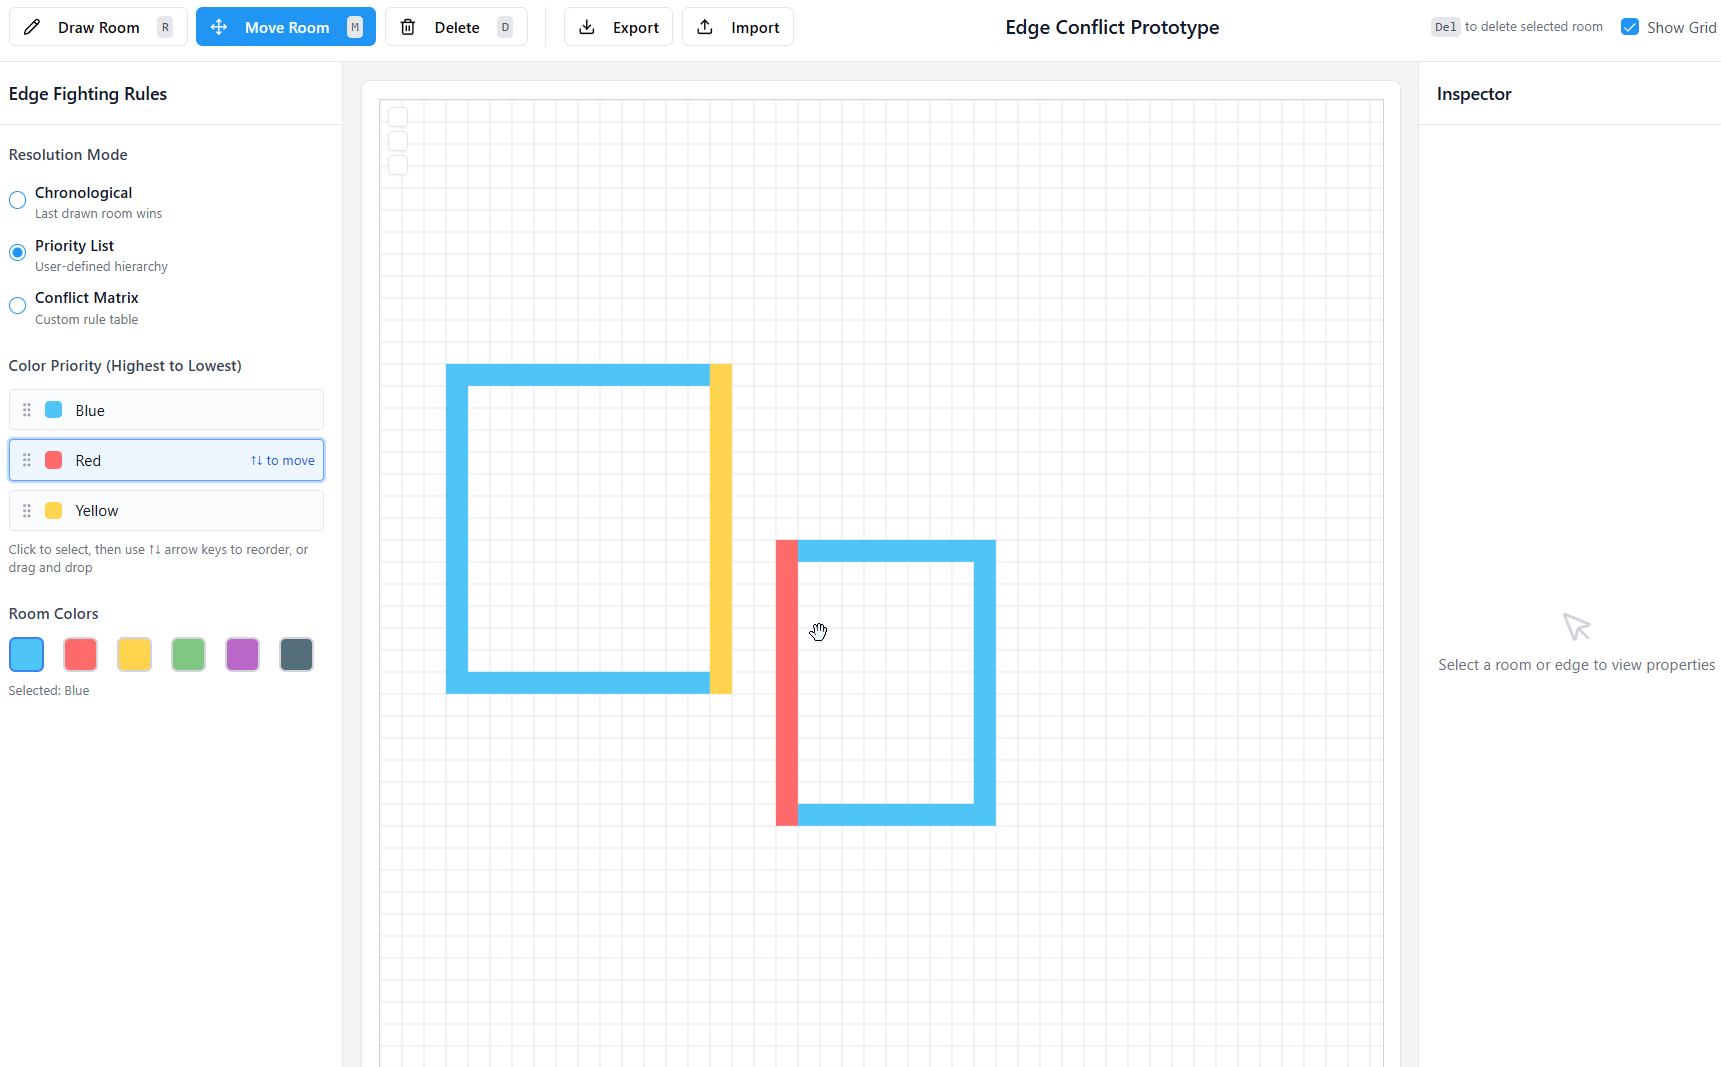 Draw Room R Move Room M Delete D Export Import Edge Conflict Prototype Del to delete selected room Show Grid
Edge Fighting Rules
Resolution Mode
Chronological
Last drawn room wins
Priority List
User-defined hierarchy
Conflict Matrix
Custom rule table
Color Priority (Highest to Lowest)
Blue
Red ↑↓ to move
Yellow
Click to select, then use ↑↓ arrow keys to reorder, or
drag and drop
Room Colors
Selected: Blue
Inspector
Select a room or edge to view properties